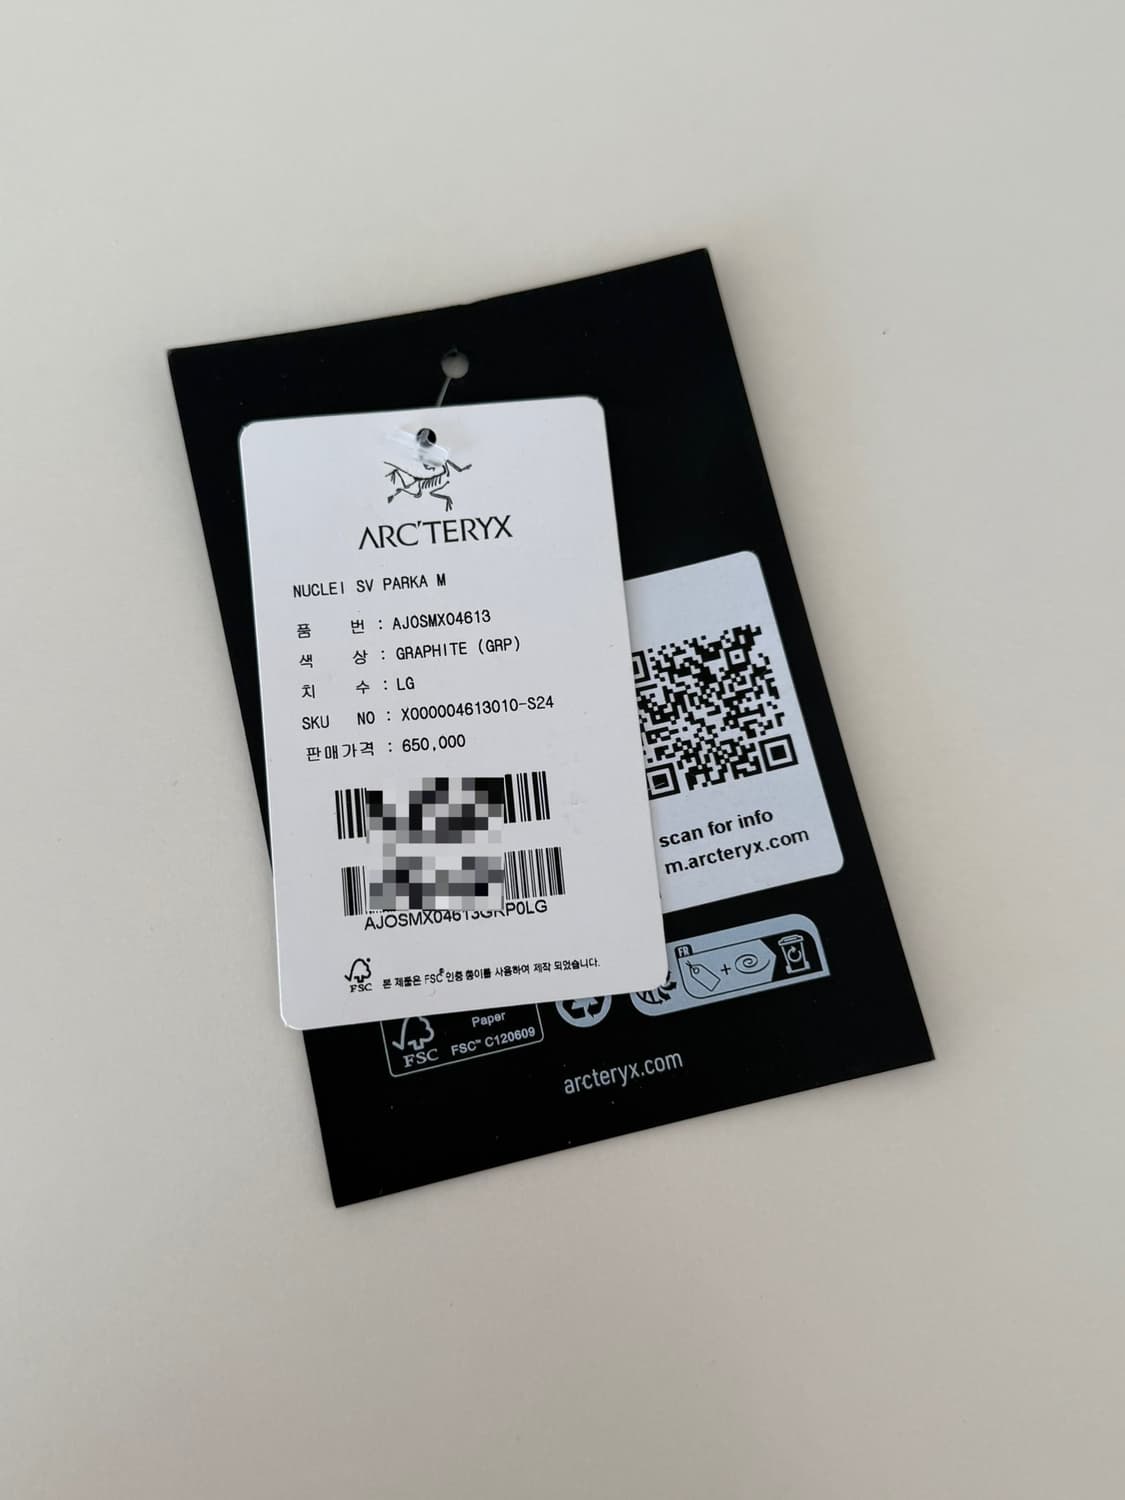 ARC'TERYX
NUCLEI SV PARKA M
품 번 : AJOSMX04613
색 상 : GRAPHITE (GRP)
치 수 : LG
SKU NO : X000004613010-S24
판매가격 : 650,000
AJOSMX04613GRP0LG
FSC 본 제품은 FSC® 인증 종이를 사용하여 제작 되었습니다.
scan for info
m.arcteryx.com
FR
Paper
FSC FSC™ C120609
arcteryx.com